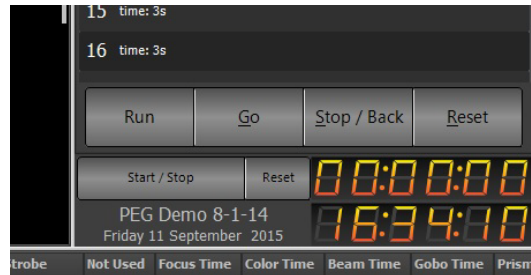 15 time: 3s
16 time: 3s
Run Go Stop / Back Reset
Start / Stop Reset 00:00:00
PEG Demo 8-1-14 16:34:10
Friday 11 September 2015
trobe Not Used Focus Time Color Time Beam Time Gobo Time Prism